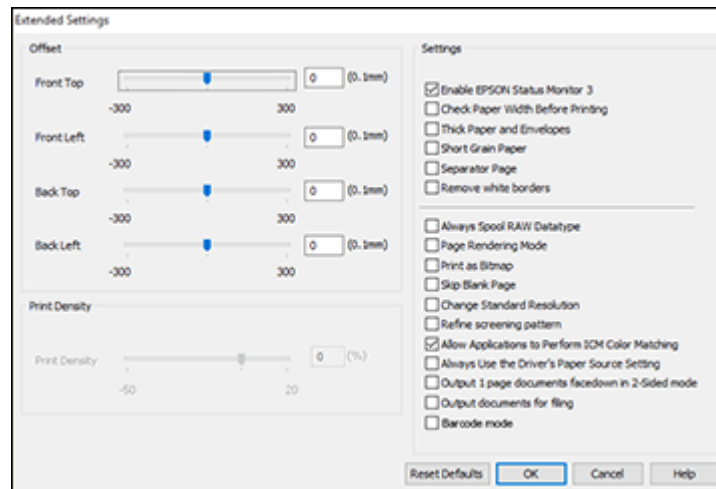 Extended Settings
Offset
Front Top
0 (0.1mm)
-300 300
Front Left
0 (0.1mm)
-300 300
Back Top
0 (0.1mm)
-300 300
Back Left
0 (0.1mm)
-300 300
Print Density
Print Density
0 (%)
-50 20
Settings
Enable EPSON Status Monitor 3
Check Paper Width Before Printing
Thick Paper and Envelopes
Short Grain Paper
Separator Page
Remove white borders
Always Spool RAW Datatype
Page Rendering Mode
Print as Bitmap
Skip Blank Page
Change Standard Resolution
Refine screening pattern
Allow Applications to Perform ICM Color Matching
Always Use the Driver's Paper Source Setting
Output 1 page documents facedown in 2-Sided mode
Output documents for filing
Barcode mode
Reset Defaults OK Cancel Help